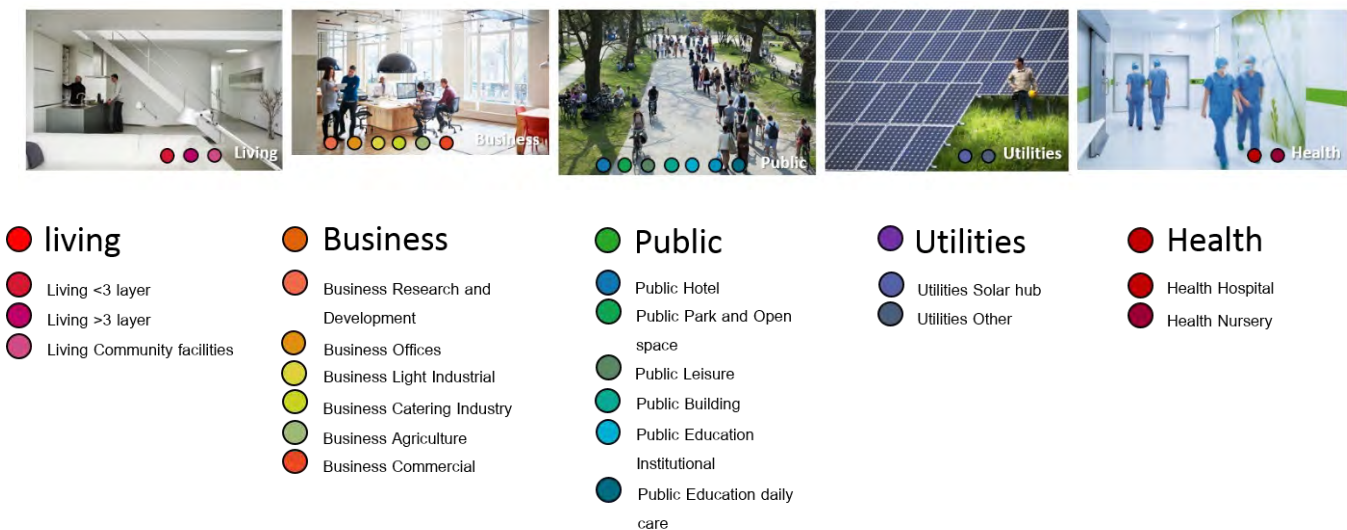 Living
Business
Public
Utilities
Health
living
Living <3 layer
Living >3 layer
Living Community facilities
Business
Business Research and
Development
Business Offices
Business Light Industrial
Business Catering Industry
Business Agriculture
Business Commercial
Public
Public Hotel
Public Park and Open
space
Public Leisure
Public Building
Public Education
Institutional
Public Education daily
care
Utilities
Utilities Solar hub
Utilities Other
Health
Health Hospital
Health Nursery